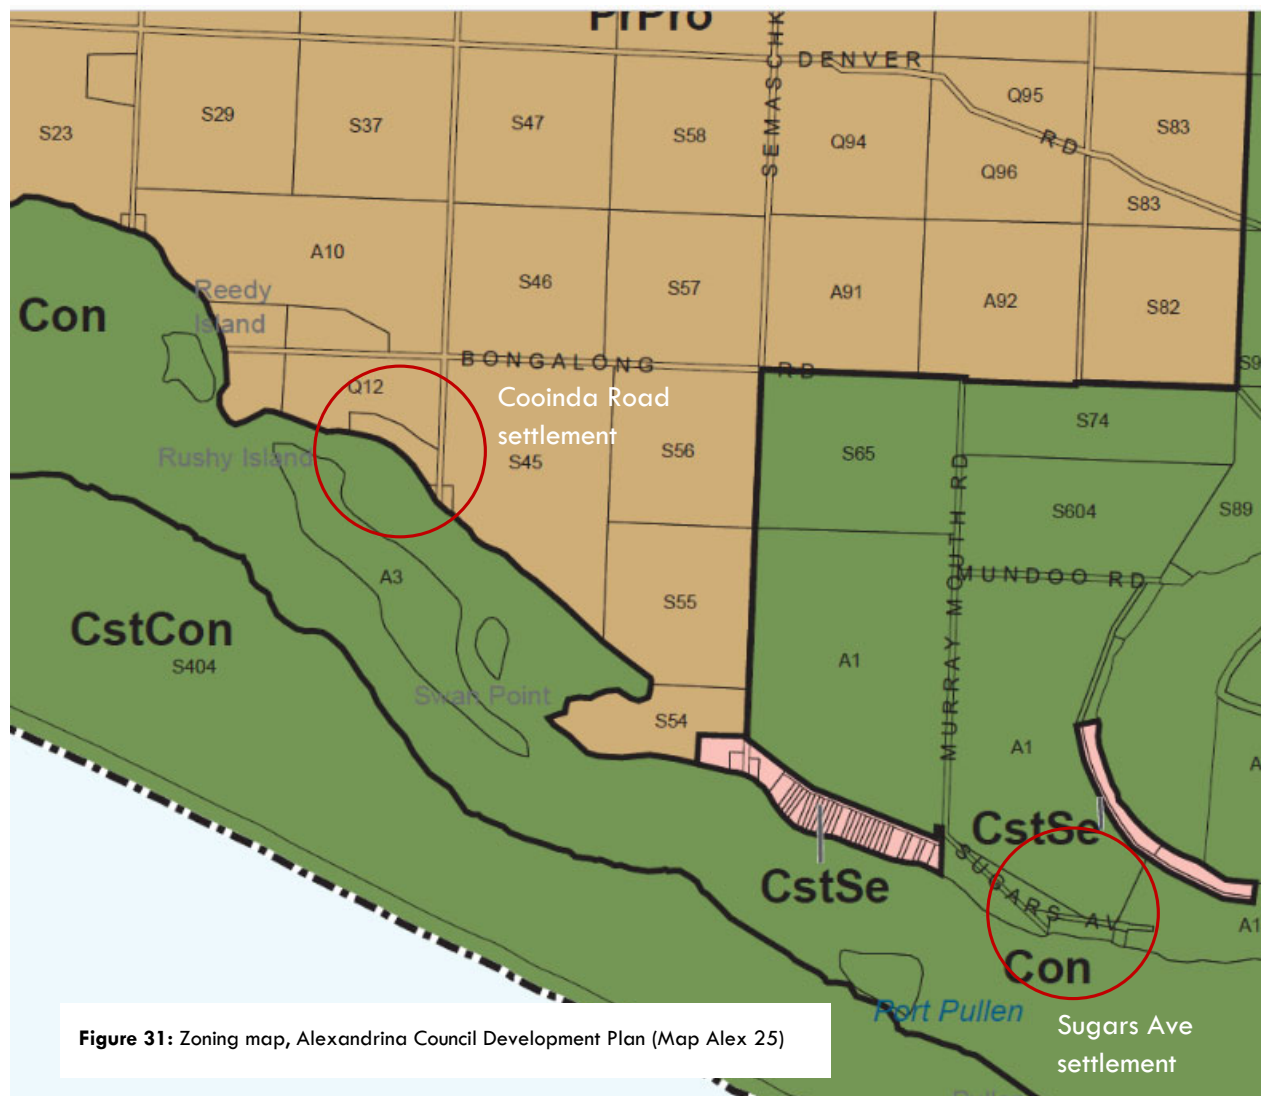 PrPro
SEMASCHK
DENVER
RD
Q95
S83
S29
S37
S47
S58
Q94
S23
Q96
S83
A10
S46
S57
A91
A92
S82
Reedy
Island
Con
BONGALONG
RD
S9
Q12
Cooinda Road
settlement
S74
Rushy Island
S45
S56
S65
MURRAY MOUTH RD
S604
S89
A3
MUNDOO RD
S55
CstCon
S404
A1
Swan Point
S54
A1
A
CstSe
CstSe
SUGARS AV
A1
Con
Port Pullen
Sugars Ave
settlement
Figure 31: Zoning map, Alexandrina Council Development Plan (Map Alex 25)